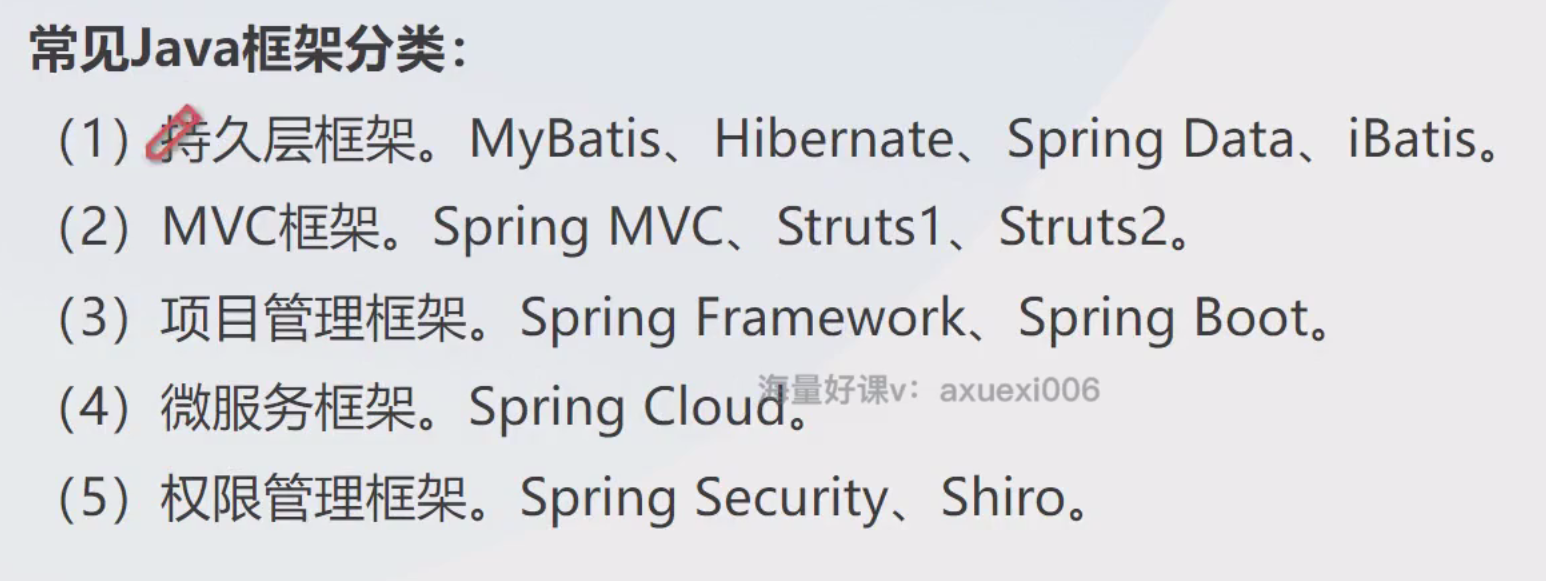 常见Java框架分类：
（1）持久层框架。MyBatis、Hibernate、Spring Data、iBatis。
（2）MVC框架。Spring MVC、Struts1、Struts2。
（3）项目管理框架。Spring Framework、Spring Boot。
海量好课v：axuexi006
（4）微服务框架。Spring Cloud。
（5）权限管理框架。Spring Security、Shiro。